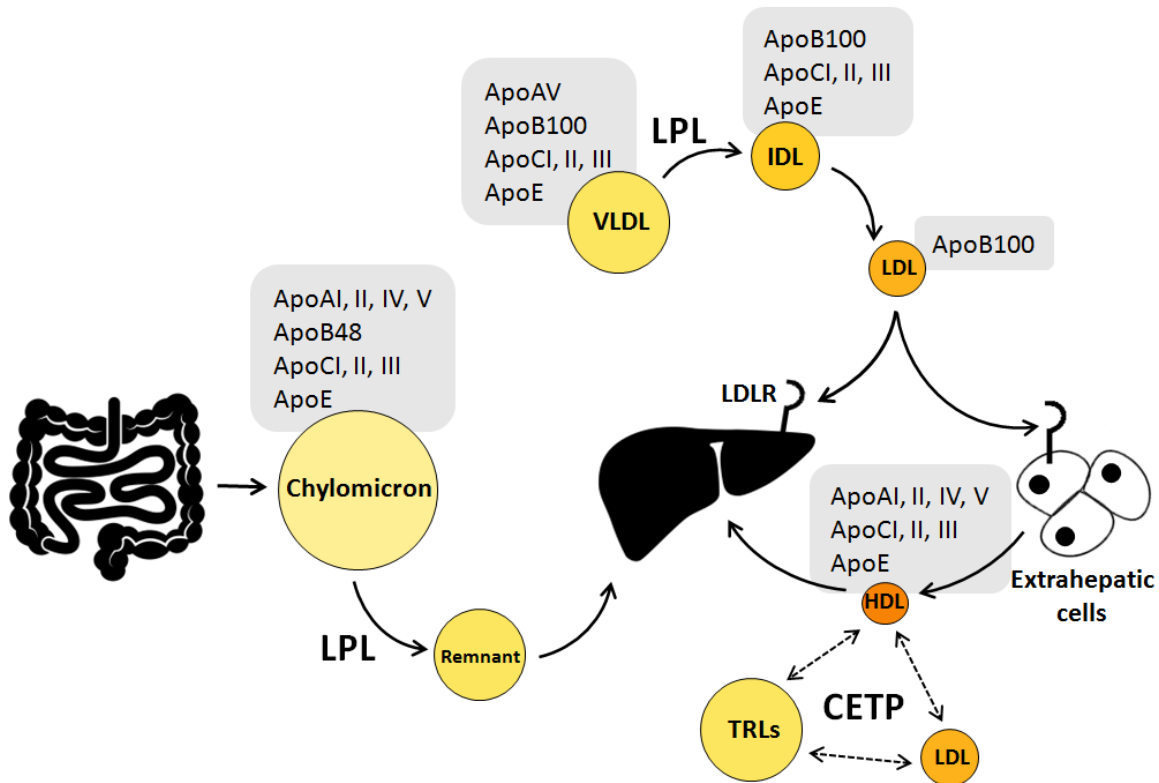 ApoAV
ApoB100
ApoCI, II, III
ApoE
VLDL
LPL
ApoB100
ApoCI, II, III
ApoE
IDL
LDL
ApoB100
ApoAI, II, IV, V
ApoB48
ApoCI, II, III
ApoE
Chylomicron
LPL
Remnant
LDLR
ApoAI, II, IV, V
ApoCI, II, III
ApoE
HDL
Extrahepatic
cells
TRLs
CETP
LDL